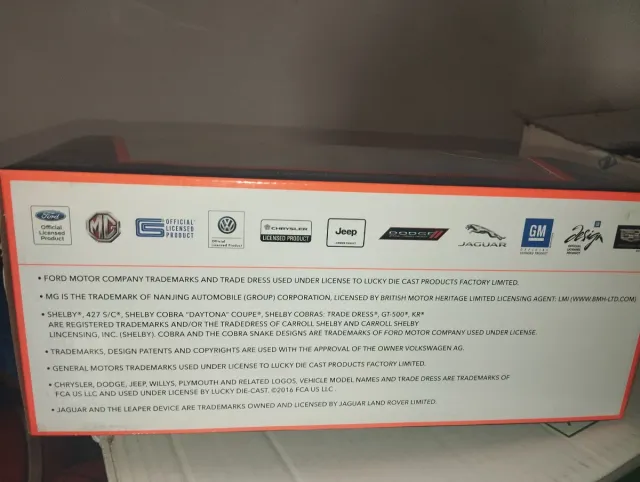 Ford
Official
Licensed
Product
MG
OFFICIAL
LICENSED
PRODUCT
Official Licensed Product
CHRYSLER
LICENSED PRODUCT
Jeep
DODGE
JAGUAR
GM
OFFICIAL
Design
• FORD MOTOR COMPANY TRADEMARKS AND TRADE DRESS USED UNDER LICENSE TO LUCKY DIE CAST PRODUCTS FACTORY LIMITED.
• MG IS THE TRADEMARK OF NANJING AUTOMOBILE (GROUP) CORPORATION, LICENSED BY BRITISH MOTOR HERITAGE LIMITED LICENSING AGENT: LMI (WWW.BMH-LTD.COM)
• SHELBY®, 427 S/C®, SHELBY COBRA "DAYTONA" COUPE®, SHELBY COBRAS. TRADE DRESS®, GT-500®, KR®
ARE REGISTERED TRADEMARKS AND/OR THE TRADEDRESS OF CARROLL SHELBY AND CARROLL SHELBY
LINCENSING, INC. (SHELBY). COBRA AND THE COBRA SNAKE DESIGNS ARE TRADEMARKS OF FORD MOTOR COMPANY USED UNDER LICENSE.
• TRADEMARKS, DESIGN PATENTS AND COPYRIGHTS ARE USED WITH THE APPROVAL OF THE OWNER VOLKSWAGEN AG.
• GENERAL MOTORS TRADEMARKS USED UNDER LICENSE TO LUCKY DIE CAST PRODUCTS FACTORY LIMITED.
• CHRYSLER, DODGE, JEEP, WILLYS, PLYMOUTH AND RELATED LOGOS, VEHICLE MODEL NAMES AND TRADE DRESS ARE TRADEMARKS OF
FCA US LLC AND USED UNDER LICENSE BY LUCKY DIE-CAST. ©2016 FCA US LLC
• JAGUAR AND THE LEAPER DEVICE ARE TRADEMARKS OWNED AND LICENSED BY JAGUAR LAND ROVER LIMITED.